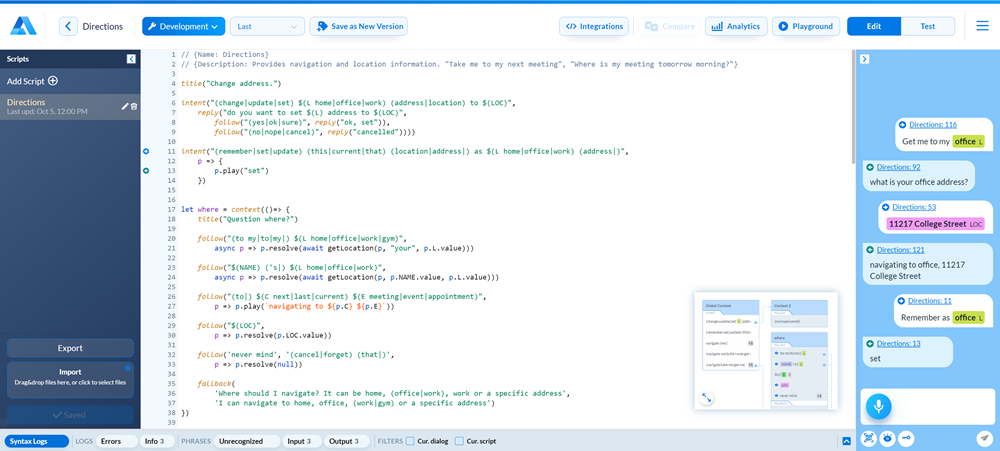 Directions
Development
Last
Save as New Version
Integrations
Compare
Analytics
Playground
Edit
Test
Scripts
Add Script
Directions
Last upd: Oct 5, 12:00 PM
Export
Import
Drag&drop files here, or click to select files
Saved
1 // {Name: Directions}
2 // {Description: Provides navigation and location information. "Take me to my next meeting", "Where is my meeting tomorrow morning?"}
3
4 title("Change address.")
5
6 intent("(change|update|set) $(L home|office|work) (address|location) to $(LOC)",
7 reply("do you want to set $(L) address to $(LOC)",
8 follow("(yes|ok|sure)", reply("ok, set")),
9 follow("(no|nope|cancel)", reply("cancelled"))))
10
11 intent("(remember|set|update) (this|current|that) (location|address|) as $(L home|office|work) (address|)",
12 p => {
13 p.play("set")
14 })
15
16
17 let where = context(()=> {
18 title("Question where?")
19
20 follow("(to my|to|my|) $(L home|office|work|gym)",
21 async p => p.resolve(await getLocation(p, "your", p.L.value)))
22
23 follow("$(NAME) ('s|) $(L home|office|work)",
24 async p => p.resolve(await getLocation(p, p.NAME.value, p.L.value)))
25
26 follow("(to|) $(C next|last|current) $(E meeting|event|appointment)",
27 p => p.play(`navigating to ${p.C} ${p.E}`))
28
29 follow("$(LOC)",
30 p => p.resolve(p.LOC.value))
31
32 follow('never mind', '(cancel|forget) (that|)',
33 p => p.resolve(null))
34
35 fallback(
36 'Where should I navigate? It can be home, (office|work), work or a specific address',
37 'I can navigate to home, office, (work|gym) or a specific address')
38 })
39
Global Context
Context 1
where
Directions: 116
Get me to my office L
Directions: 92
what is your office address?
Directions: 53
11217 College Street LOC
Directions: 121
navigating to office, 11217
College Street
Directions: 11
Remember as office L
Directions: 13
set
Syntax Logs
LOGS
Errors
Info 3
PHRASES
Unrecognized
Input 3
Output 3
FILTERS
Cur. dialog
Cur. script